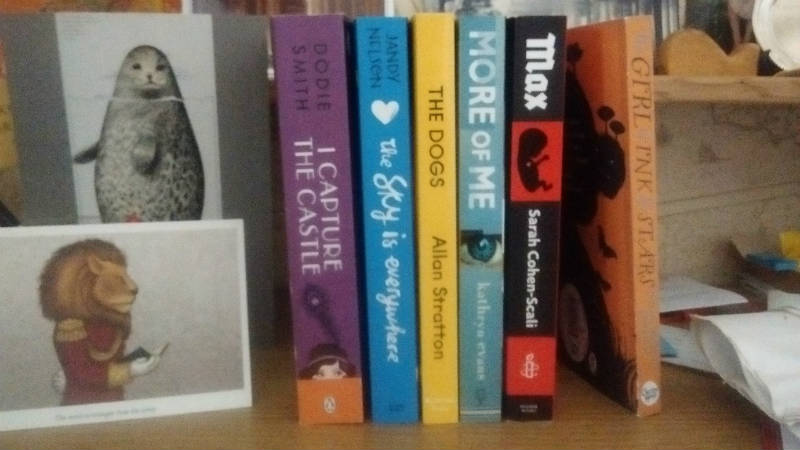 DODIE
SMITH
I CAPTURE
THE CASTLE
JANDY
NELSON
the SKY is everywhere
THE DOGS
Allan Stratton
MORE OF ME
kathryn evans
Max
Sarah Cohen-Scali
GIRL INK STARS